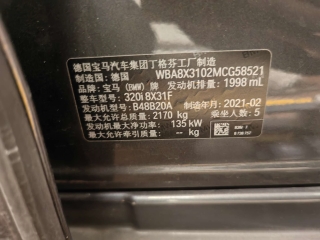 德国宝马汽车集团丁格芬工厂制造
制造国：德国 WBA8X3102MCG58521
品牌：宝马 (BMW) 牌 发动机排量：1998 mL
整车型号：320i 8X31F
发动机型号：B48B20A 制造年月：2021-02
最大允许总质量：2170 kg 乘坐人数：5
发动机最大净功率：135 kW
最大允许牵引质量：-- kg